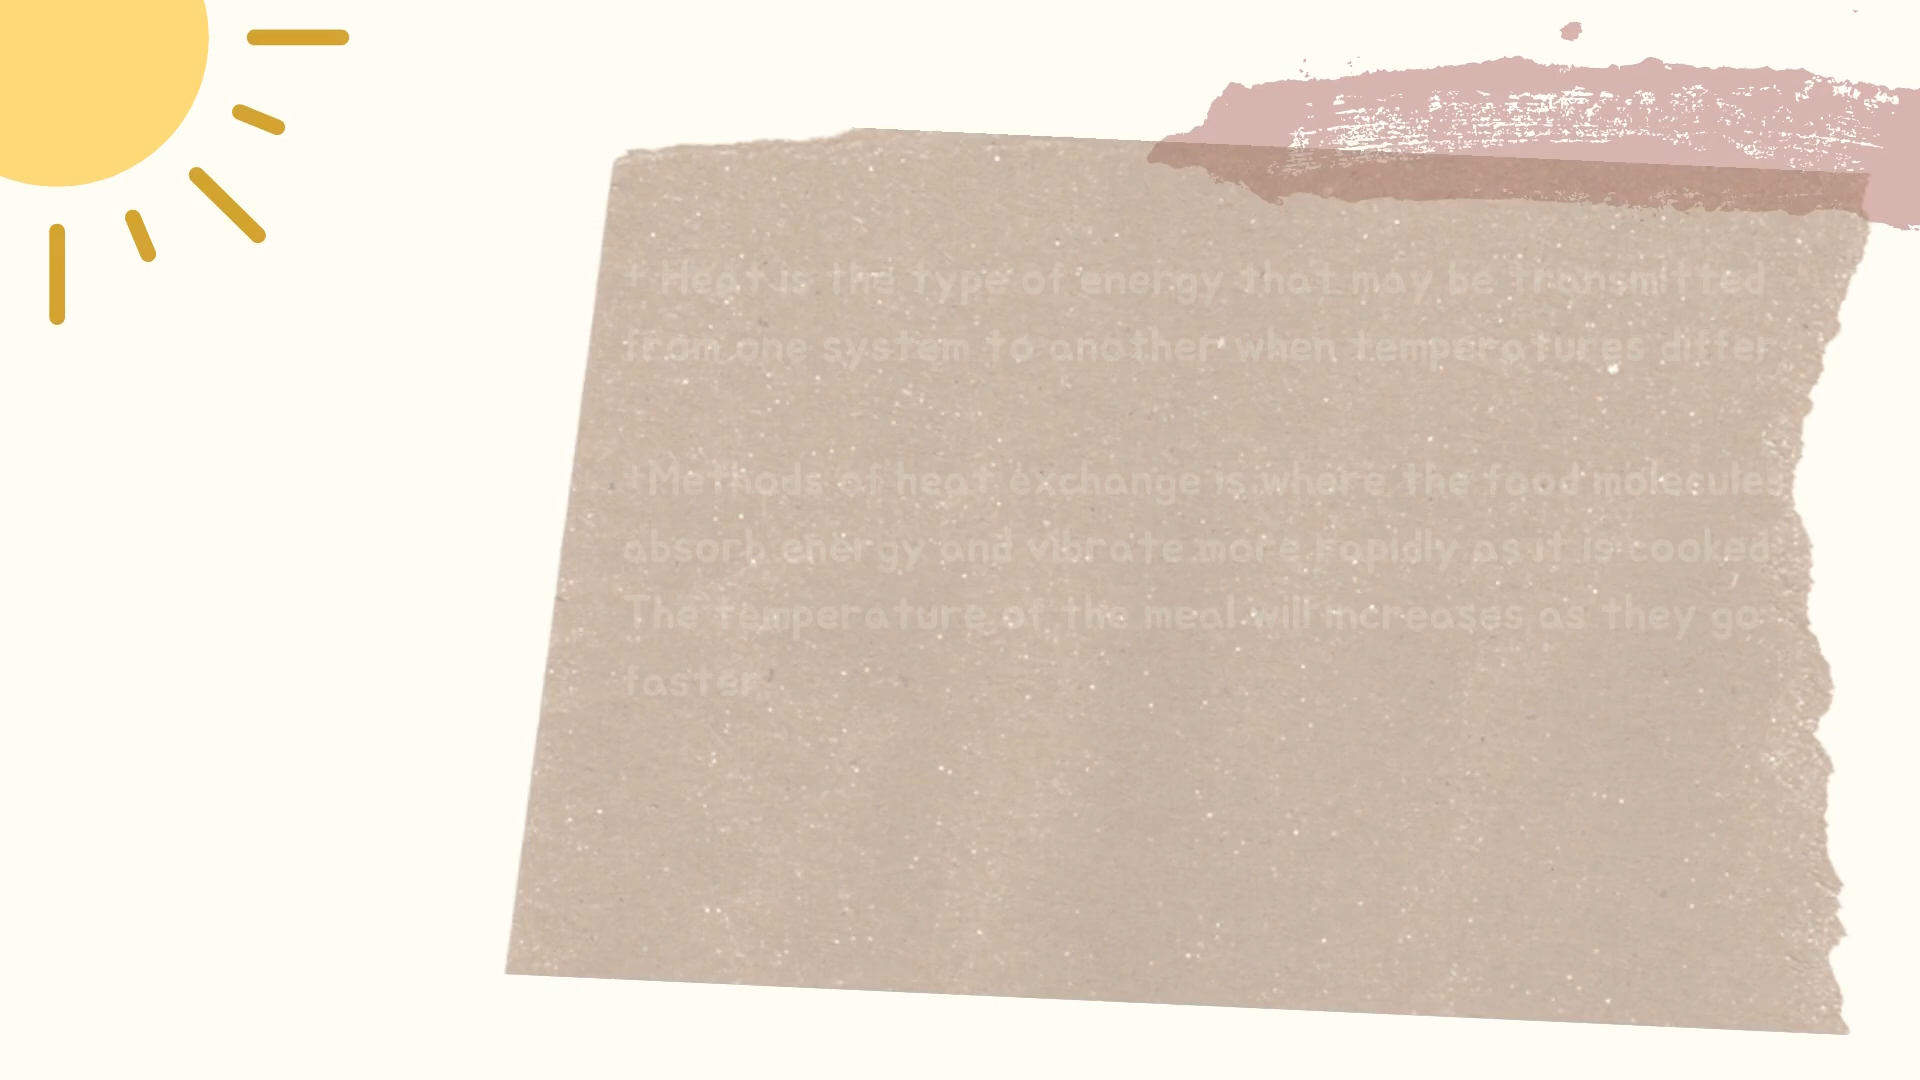 + Heat is the type of energy that may be transmitted
from one system to another when temperatures differ
+Methods of heat exchange is where the food molecules
absorb energy and vibrate more rapidly as it is cooked
The temperature of the meal will increases as they go
faster.